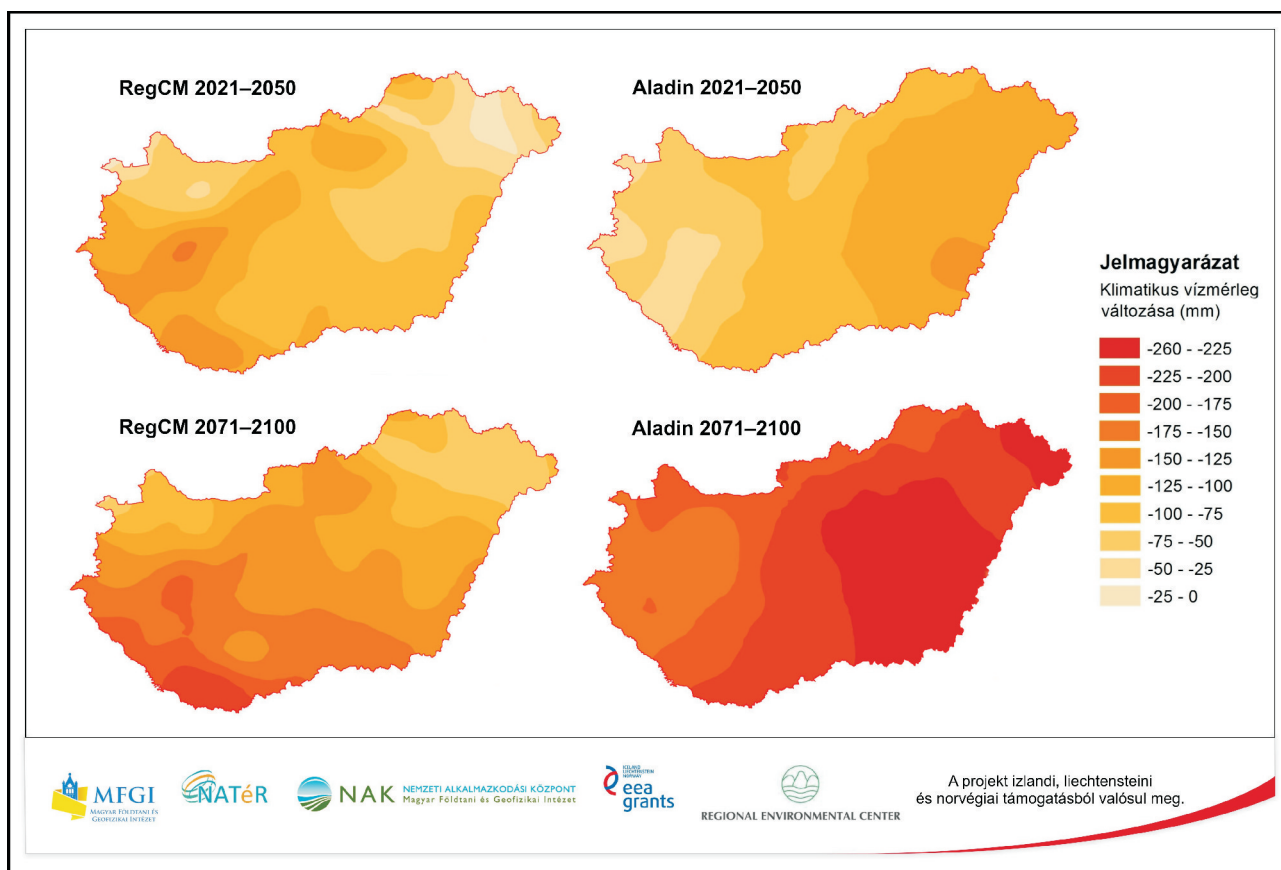 RegCM 2021–2050
Aladin 2021–2050
RegCM 2071–2100
Aladin 2071–2100
Jelmagyarázat
Klimatikus vízmérleg
változása (mm)
-260 - -225
-225 - -200
-200 - -175
-175 - -150
-150 - -125
-125 - -100
-100 - -75
-75 - -50
-50 - -25
-25 - 0
MFGI
MAGYAR FÖLDTANI ÉS
GEOFIZIKAI INTÉZET
NATéR
NAK
NEMZETI ALKALMAZKODÁSI KÖZPONT
Magyar Földtani és Geofizikai Intézet
ICELAND
LIECHTENSTEIN
NORWAY
eea
grants
REGIONAL ENVIRONMENTAL CENTER
A projekt izlandi, liechtensteini
és norvégiai támogatásból valósul meg.